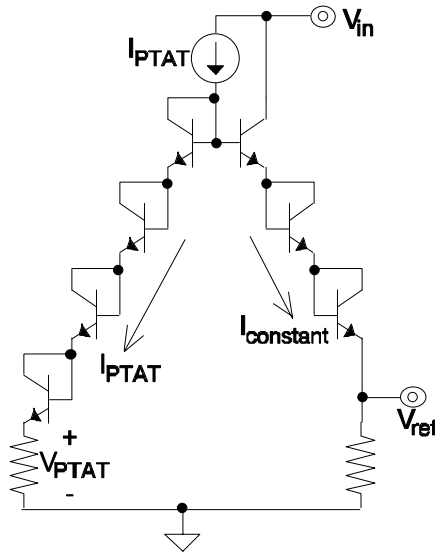 I_PTAT
V_in
I_PTAT
I_constant
V_ref
+
V_PTAT
-